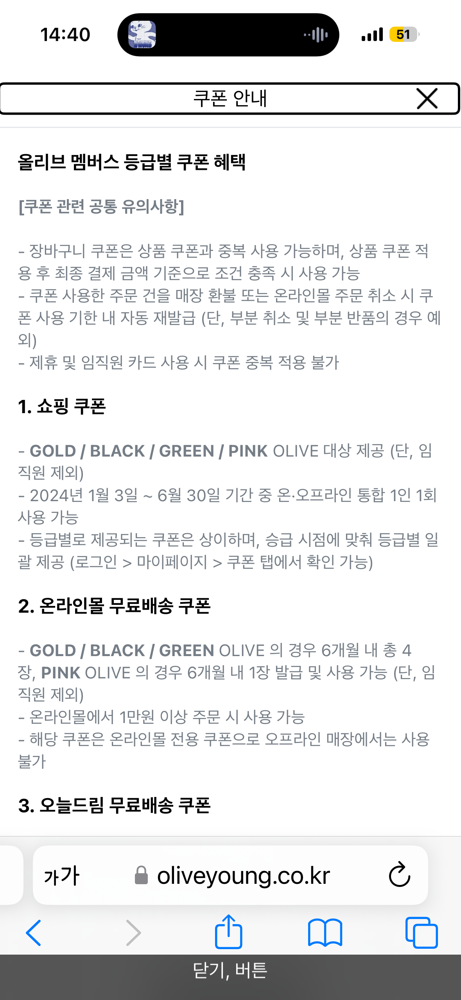 14:40
51
쿠폰 안내
올리브 멤버스 등급별 쿠폰 혜택
[쿠폰 관련 공통 유의사항]
- 장바구니 쿠폰은 상품 쿠폰과 중복 사용 가능하며, 상품 쿠폰 적
용 후 최종 결제 금액 기준으로 조건 충족 시 사용 가능
- 쿠폰 사용한 주문 건을 매장 환불 또는 온라인몰 주문 취소 시 쿠
폰 사용 기한 내 자동 재발급 (단, 부분 취소 및 부분 반품의 경우 예
외)
- 제휴 및 임직원 카드 사용 시 쿠폰 중복 적용 불가
1. 쇼핑 쿠폰
- GOLD / BLACK / GREEN / PINK OLIVE 대상 제공 (단, 임
직원 제외)
- 2024년 1월 3일 ~ 6월 30일 기간 중 온·오프라인 통합 1인 1회
사용 가능
- 등급별로 제공되는 쿠폰은 상이하며, 승급 시점에 맞춰 등급별 일
괄 제공 (로그인 > 마이페이지 > 쿠폰 탭에서 확인 가능)
2. 온라인몰 무료배송 쿠폰
- GOLD / BLACK / GREEN OLIVE 의 경우 6개월 내 총 4
장, PINK OLIVE 의 경우 6개월 내 1장 발급 및 사용 가능 (단, 임
직원 제외)
- 온라인몰에서 1만원 이상 주문 시 사용 가능
- 해당 쿠폰은 온라인몰 전용 쿠폰으로 오프라인 매장에서는 사용
불가
3. 오늘드림 무료배송 쿠폰
가가 oliveyoung.co.kr
닫기, 버튼